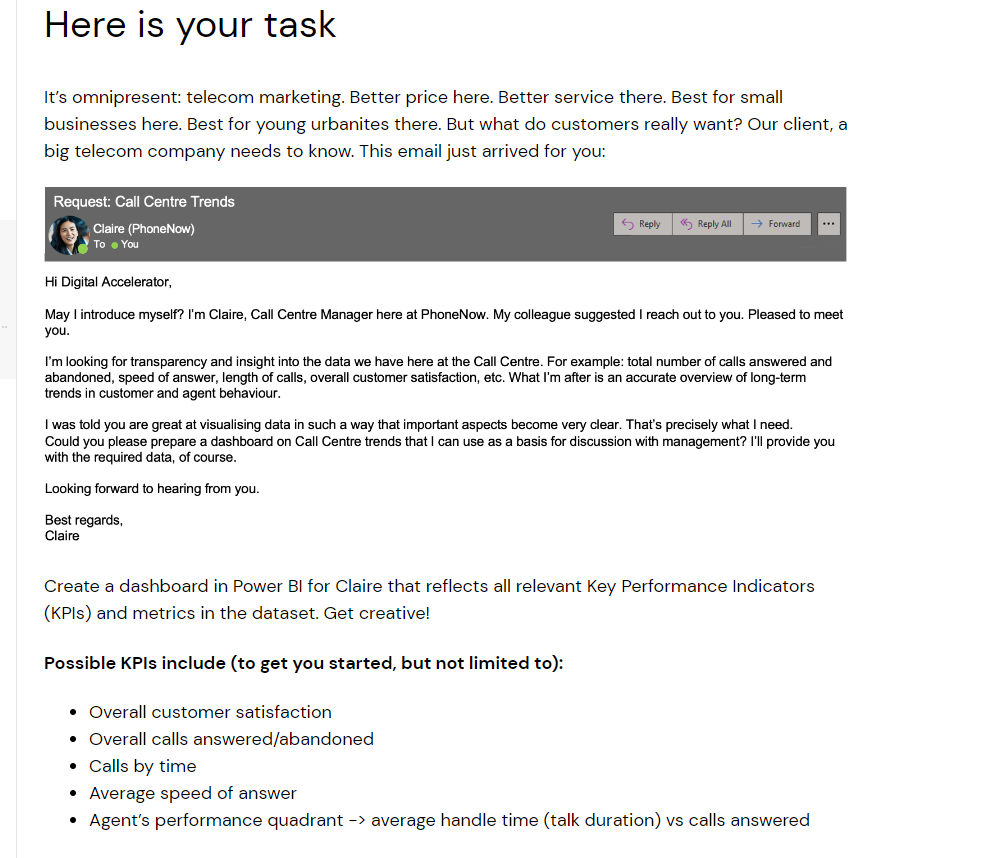 Here is your task
It's omnipresent: telecom marketing. Better price here. Better service there. Best for small
businesses here. Best for young urbanites there. But what do customers really want? Our client, a
big telecom company needs to know. This email just arrived for you:
Request: Call Centre Trends
Claire (PhoneNow)
To You
Reply
Reply All
Forward
Hi Digital Accelerator,
May I introduce myself? I'm Claire, Call Centre Manager here at PhoneNow. My colleague suggested I reach out to you. Pleased to meet
you.
I'm looking for transparency and insight into the data we have here at the Call Centre. For example: total number of calls answered and
abandoned, speed of answer, length of calls, overall customer satisfaction, etc. What I'm after is an accurate overview of long-term
trends in customer and agent behaviour.
I was told you are great at visualising data in such a way that important aspects become very clear. That's precisely what I need.
Could you please prepare a dashboard on Call Centre trends that I can use as a basis for discussion with management? I'll provide you
with the required data, of course.
Looking forward to hearing from you.
Best regards,
Claire
Create a dashboard in Power BI for Claire that reflects all relevant Key Performance Indicators
(KPIs) and metrics in the dataset. Get creative!
Possible KPIs include (to get you started, but not limited to):
• Overall customer satisfaction
• Overall calls answered/abandoned
• Calls by time
• Average speed of answer
• Agent's performance quadrant -> average handle time (talk duration) vs calls answered